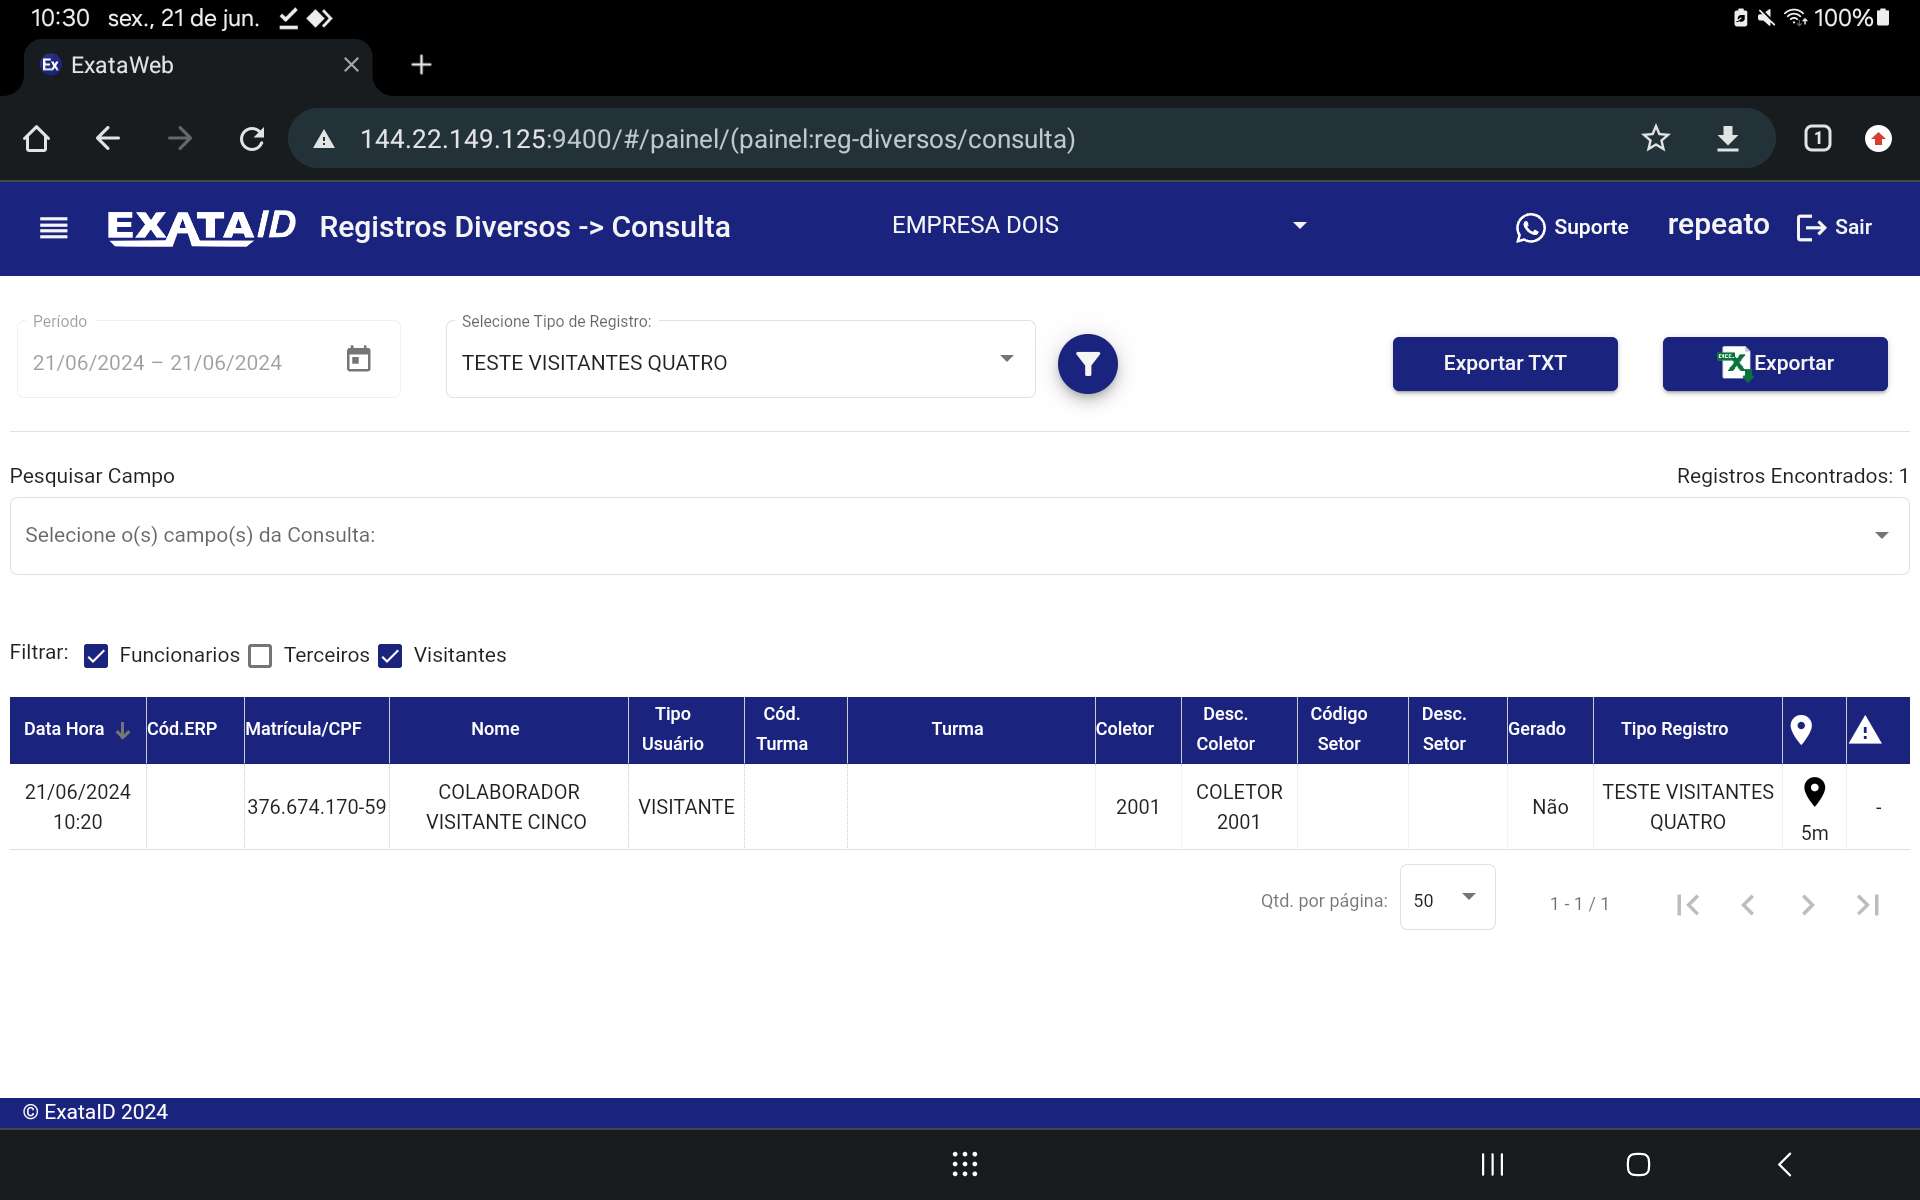 10:30 sex., 21 de jun. 100%
Ex ExataWeb
144.22.149.125:9400/#/painel/(painel:reg-diversos/consulta) 1
EXATA ID Registros Diversos -> Consulta EMPRESA DOIS Suporte repeato Sair
Período Selecione Tipo de Registro:
21/06/2024 – 21/06/2024 TESTE VISITANTES QUATRO Exportar TXT Exportar
Pesquisar Campo Registros Encontrados: 1
Selecione o(s) campo(s) da Consulta:
Filtrar: Funcionarios Terceiros Visitantes
Data Hora Cód.ERP Matrícula/CPF Nome Tipo Usuário Cód. Turma Turma Coletor Desc. Coletor Código Setor Desc. Setor Gerado Tipo Registro
21/06/2024 10:20 376.674.170-59 COLABORADOR VISITANTE CINCO VISITANTE 2001 COLETOR 2001 Não TESTE VISITANTES QUATRO 5m -
Qtd. por página: 50 1 - 1 / 1
© ExataID 2024